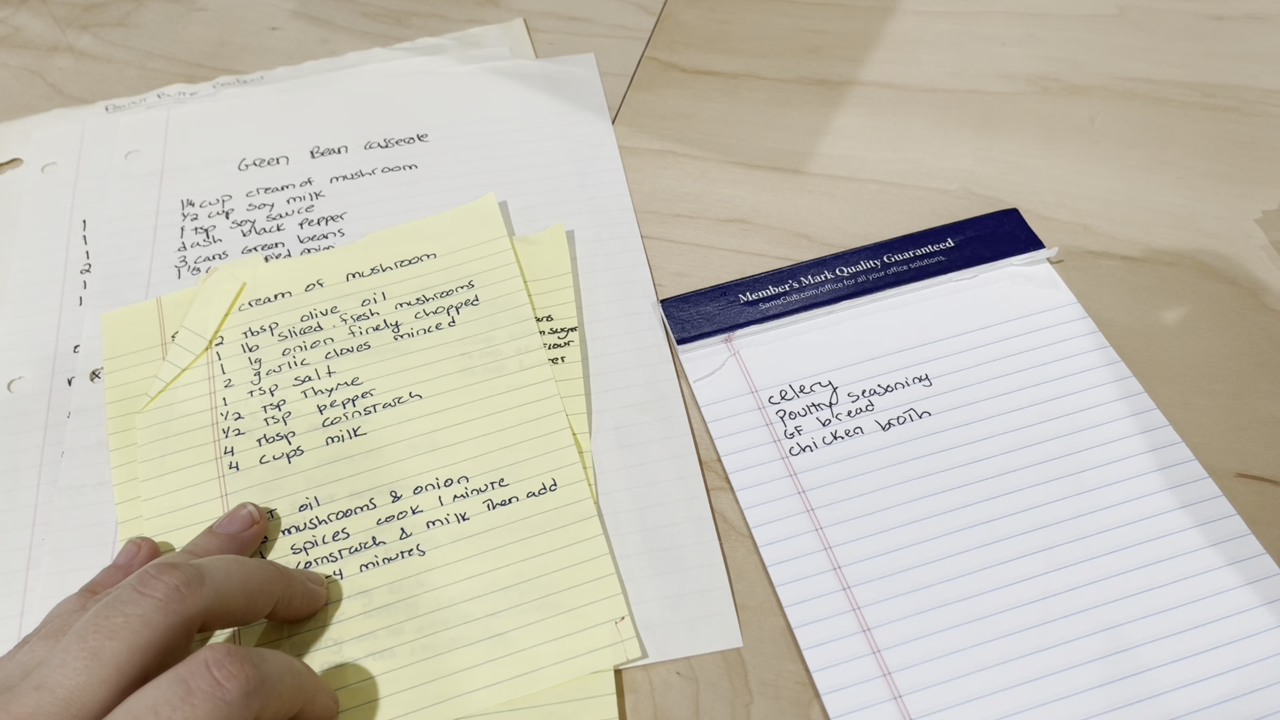 Green Bean casserole
1¼ cup cream of mushroom
½ cup soy milk
1 tsp soy sauce
dash black pepper
3 cans green beans
cream of mushroom
2 tbsp olive oil
1 lb sliced fresh mushrooms
1 lg onion finely chopped
2 garlic cloves minced
1 tsp salt
½ tsp thyme
½ tsp pepper
4 tbsp cornstarch
4 cups milk
oil
mushrooms & onion
spices cook 1 minute
cornstarch & milk then add
-4 minutes
Member's Mark Quality Guaranteed
SamsClub.com/office for all your office solutions.
celery
poultry seasoning
GF bread
chicken broth